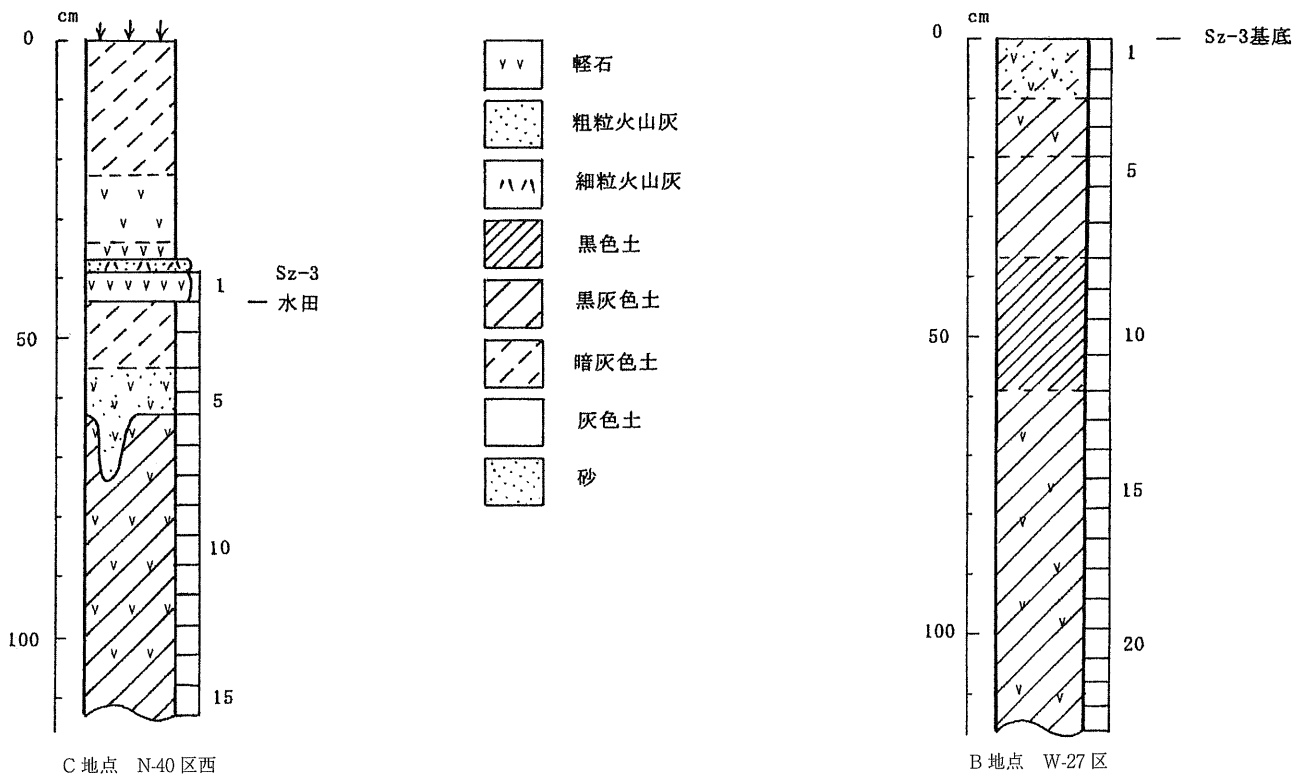 cm
0
50
100
1
5
10
15
Sz-3
水田
C 地点 N-40 区西
軽石
粗粒火山灰
細粒火山灰
黒色土
黒灰色土
暗灰色土
灰色土
砂
cm
0
50
100
1
5
10
15
20
Sz-3基底
B 地点 W-27 区